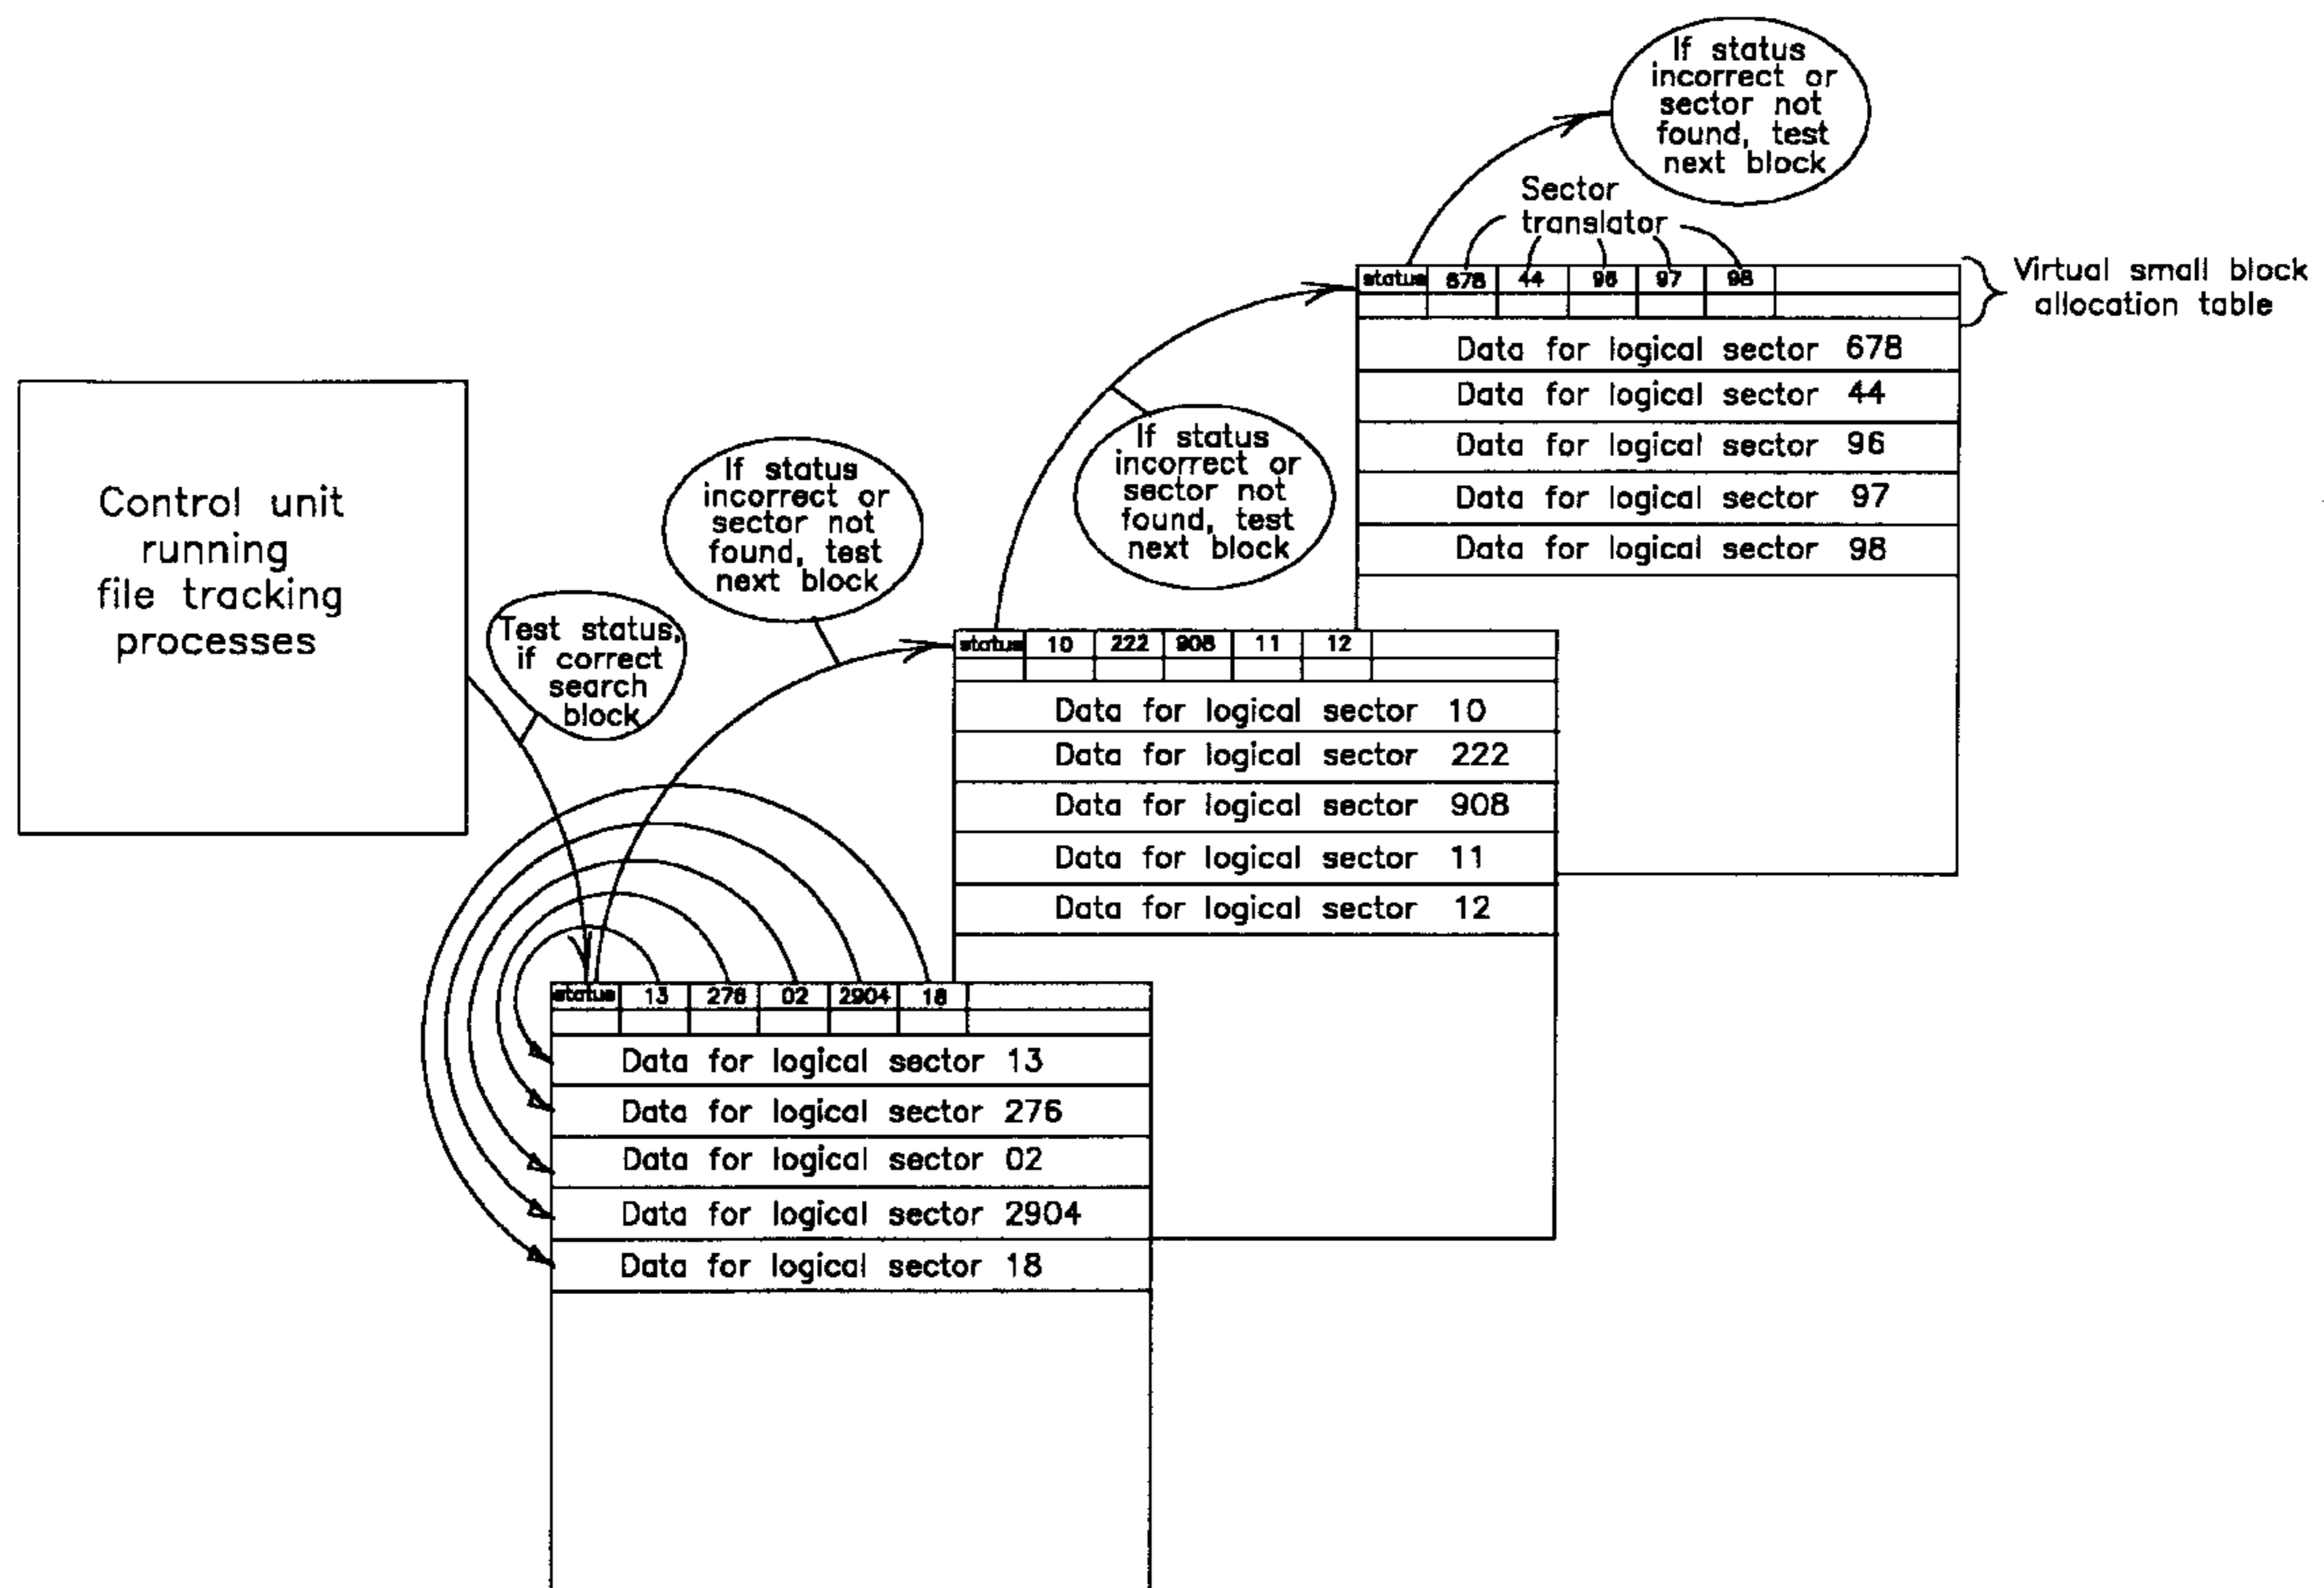 If status
incorrect or
sector not
found, test
next block
Sector
translator
status 678 44 96 97 98
Virtual small block
allocation table
Data for logical sector 678
Data for logical sector 44
Data for logical sector 96
Data for logical sector 97
Data for logical sector 98
Control unit
running
file tracking
processes
Test status,
if correct
search
block
If status
incorrect or
sector not
found, test
next block
If status
incorrect or
sector not
found, test
next block
status 10 222 908 11 12
Data for logical sector 10
Data for logical sector 222
Data for logical sector 908
Data for logical sector 11
Data for logical sector 12
status 13 276 02 2904 18
Data for logical sector 13
Data for logical sector 276
Data for logical sector 02
Data for logical sector 2904
Data for logical sector 18